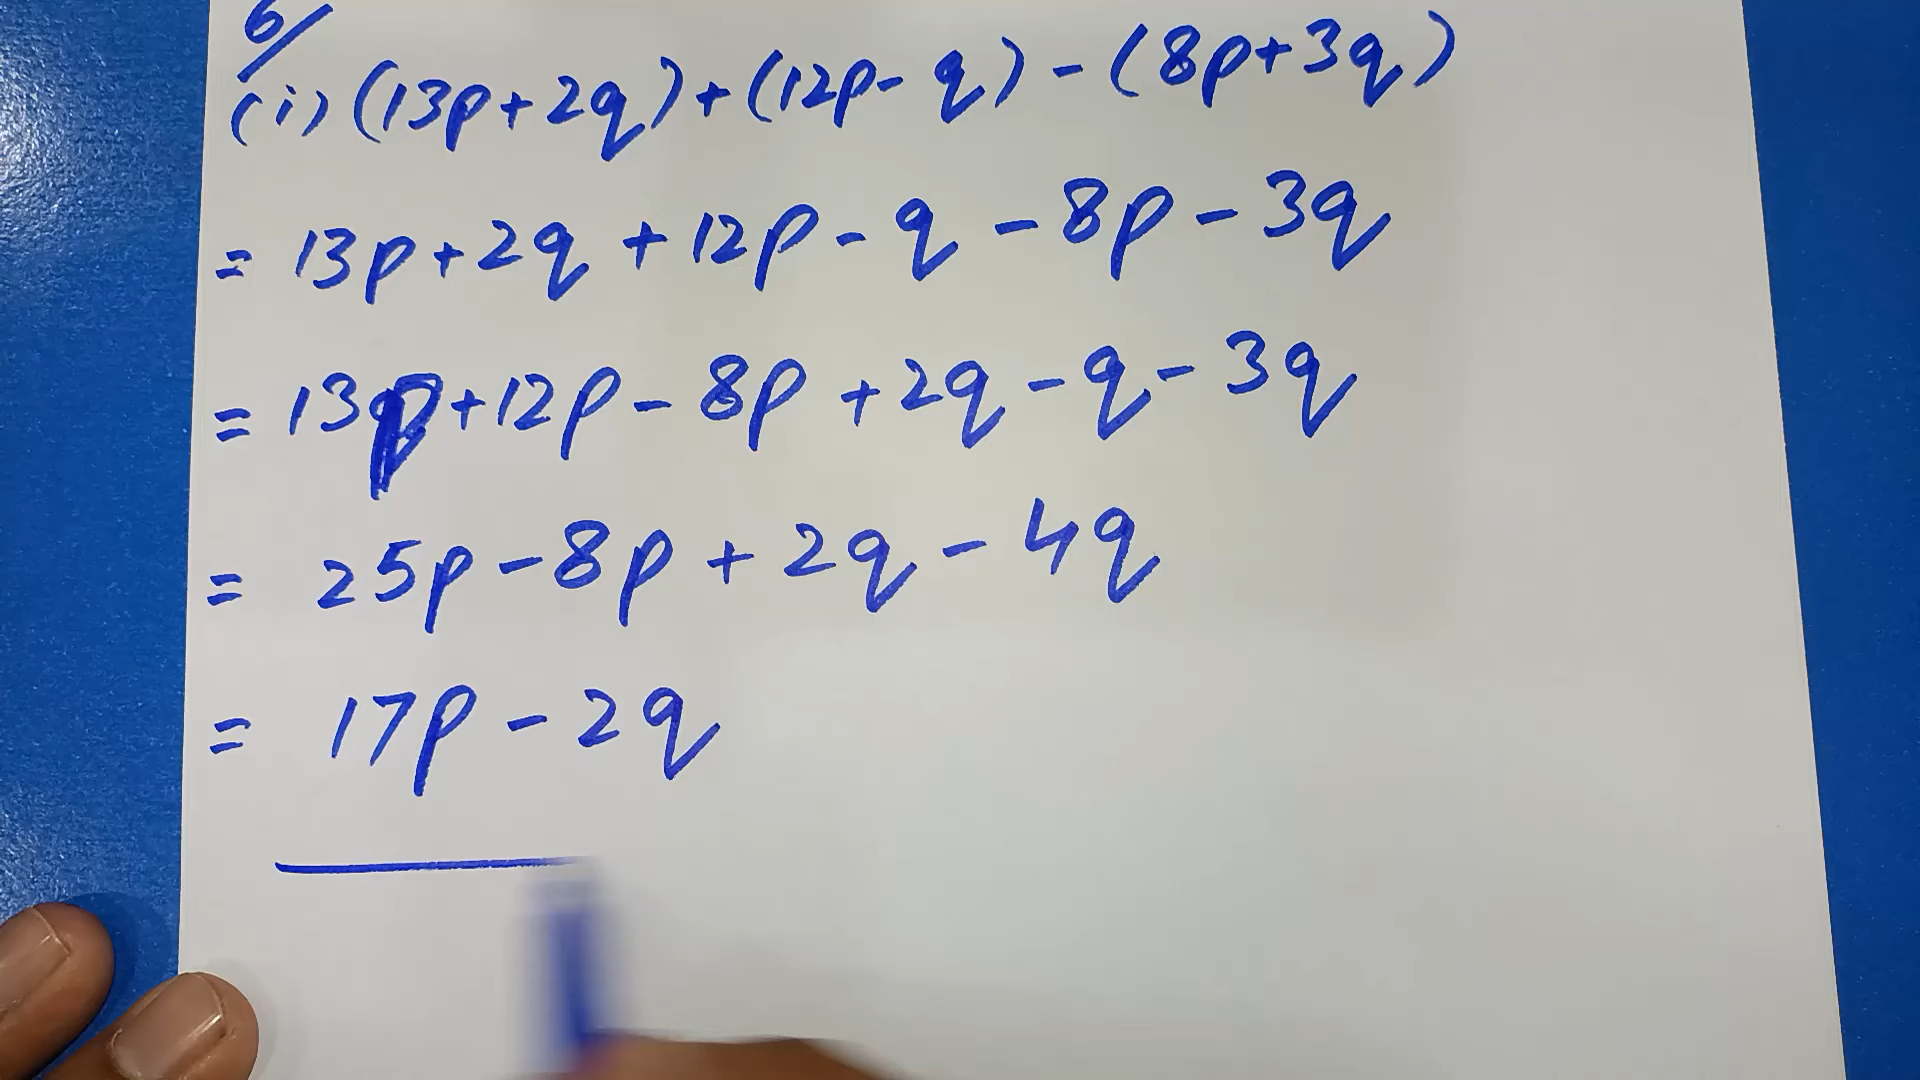 6/
(i) (13p+2q)+(12p-q)-(8p+3q)
= 13p+2q+12p-q-8p-3q
= 13p+12p-8p+2q-q-3q
= 25p-8p+2q-4q
= 17p-2q